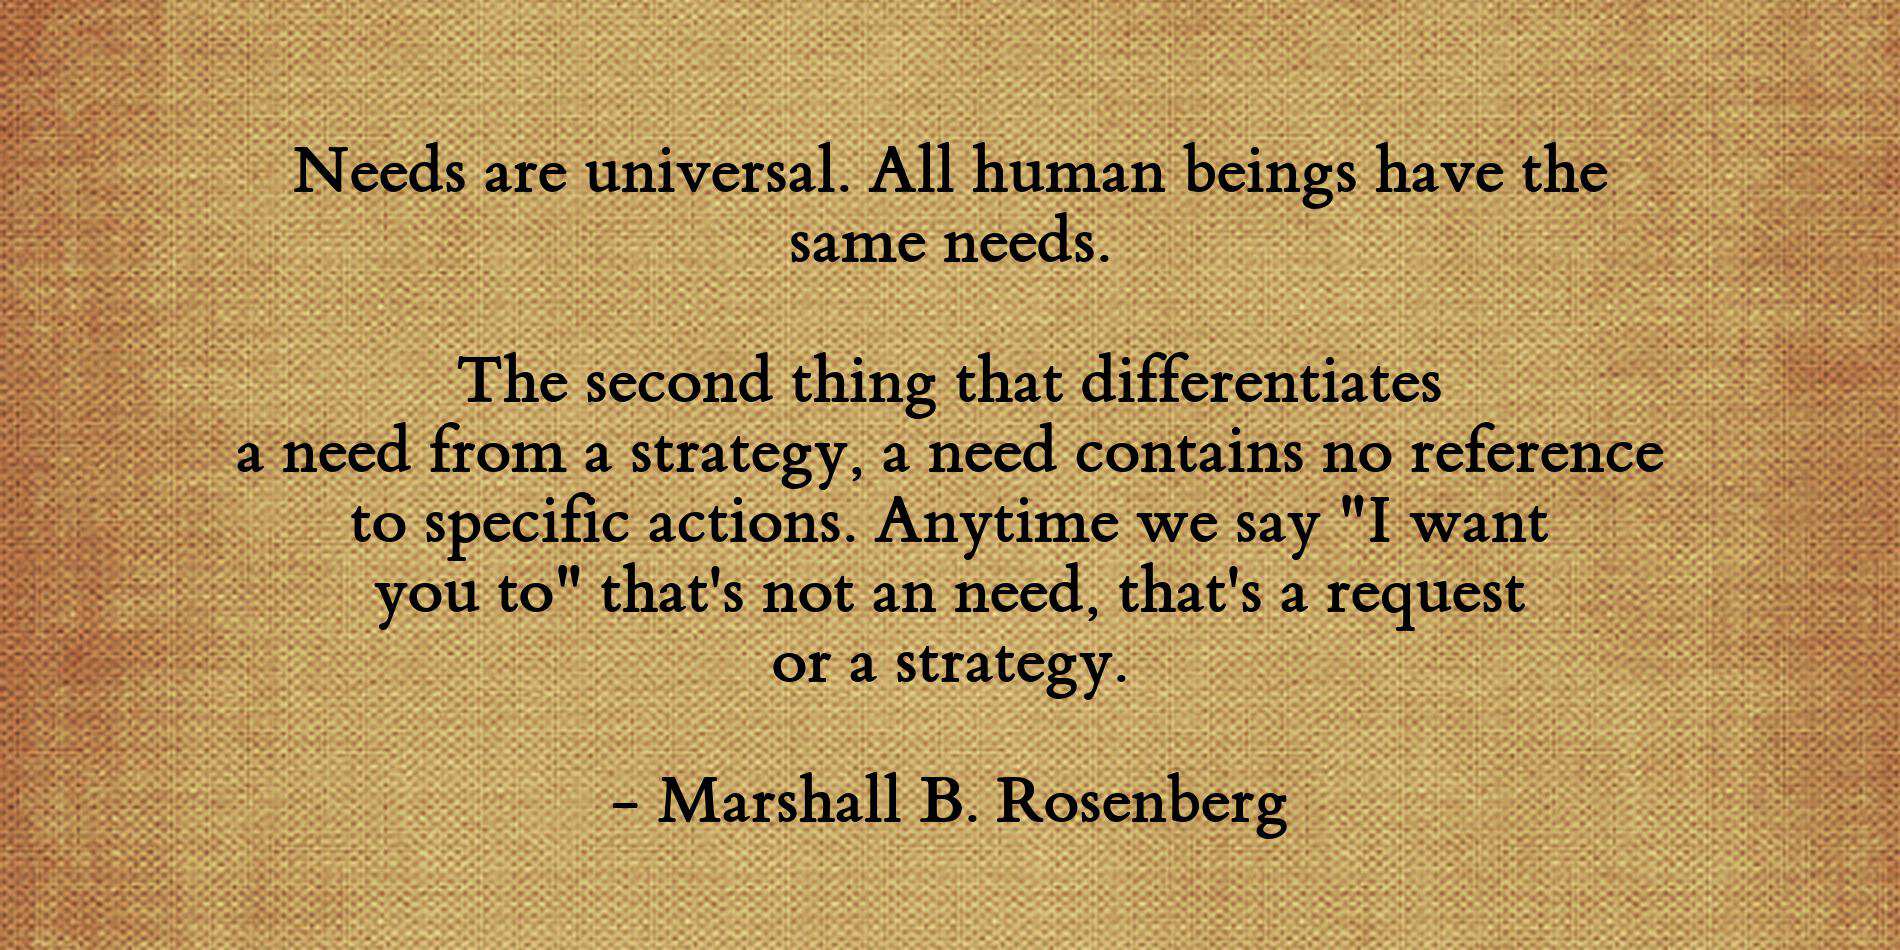 Needs are universal. All human beings have the
same needs.
The second thing that differentiates
a need from a strategy, a need contains no reference
to specific actions. Anytime we say "I want
you to" that's not an need, that's a request
or a strategy.
- Marshall B. Rosenberg